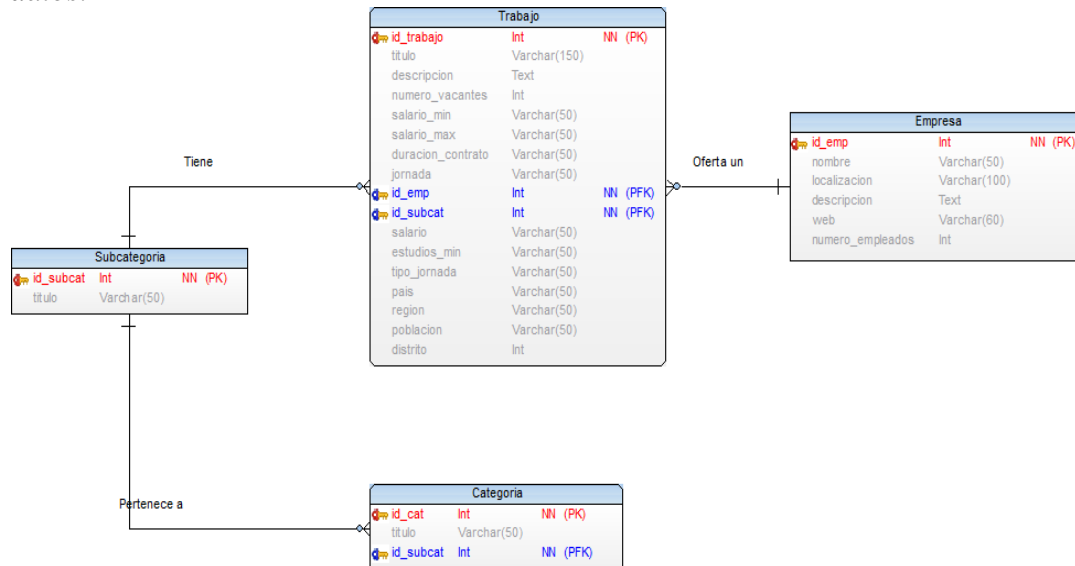 Trabajo
id_trabajo Int NN (PK)
titulo Varchar(150)
descripcion Text
numero_vacantes Int
salario_min Varchar(50)
salario_max Varchar(50)
duracion_contrato Varchar(50)
jornada Varchar(50)
id_emp Int NN (PFK)
id_subcat Int NN (PFK)
salario Varchar(50)
estudios_min Varchar(50)
tipo_jornada Varchar(50)
pais Varchar(50)
region Varchar(50)
poblacion Varchar(50)
distrito Int
Empresa
id_emp Int NN (PK)
nombre Varchar(50)
localizacion Varchar(100)
descripcion Text
web Varchar(60)
numero_empleados Int
Tiene
Oferta un
Subcategoria
id_subcat Int NN (PK)
titulo Varchar(50)
Pertenece a
Categoria
id_cat Int NN (PK)
titulo Varchar(50)
id_subcat Int NN (PFK)